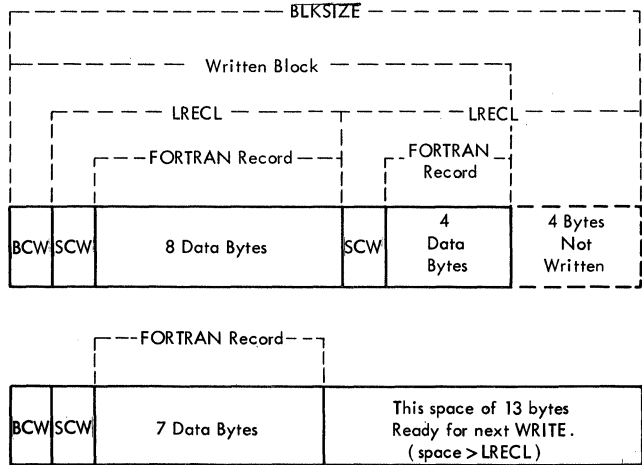 BLKSIZE
Written Block
LRECL LRECL
FORTRAN Record FORTRAN
Record
BCW SCW 8 Data Bytes SCW 4
Data
Bytes 4 Bytes
Not
Written
FORTRAN Record
BCW SCW 7 Data Bytes This space of 13 bytes
Ready for next WRITE.
(space > LRECL)